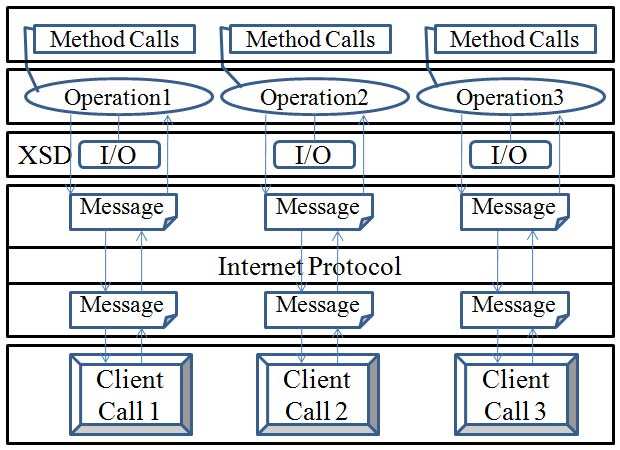 Method Calls Method Calls Method Calls
Operation1 Operation2 Operation3
XSD I/O I/O I/O
Message Message Message
Internet Protocol
Message Message Message
Client Client Client
Call 1 Call 2 Call 3